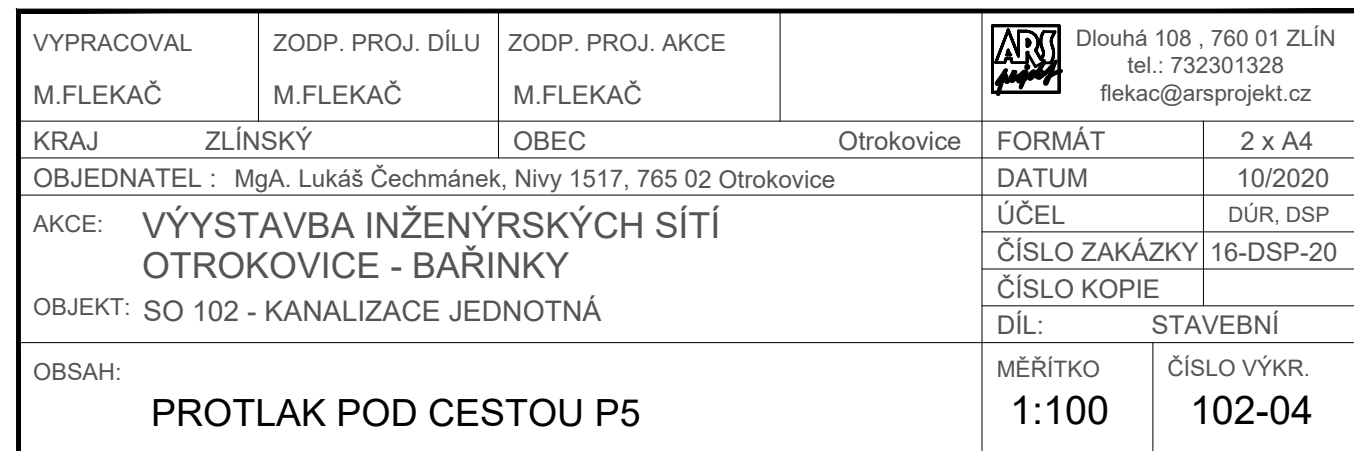 VYPRACOVAL ZODP. PROJ. DÍLU ZODP. PROJ. AKCE
M.FLEKAČ M.FLEKAČ M.FLEKAČ
ARS
projekt
Dlouhá 108 , 760 01 ZLÍN
tel.: 732301328
flekac@arsprojekt.cz
KRAJ ZLÍNSKÝ OBEC Otrokovice
OBJEDNATEL : MgA. Lukáš Čechmánek, Nivy 1517, 765 02 Otrokovice
AKCE: VÝYSTAVBA INŽENÝRSKÝCH SÍTÍ
OTROKOVICE - BAŘINKY
OBJEKT: SO 102 - KANALIZACE JEDNOTNÁ
FORMÁT 2 x A4
DATUM 10/2020
ÚČEL DÚR, DSP
ČÍSLO ZAKÁZKY 16-DSP-20
ČÍSLO KOPIE
DÍL: STAVEBNÍ
OBSAH:
PROTLAK POD CESTOU P5
MĚŘÍTKO ČÍSLO VÝKR.
1:100 102-04